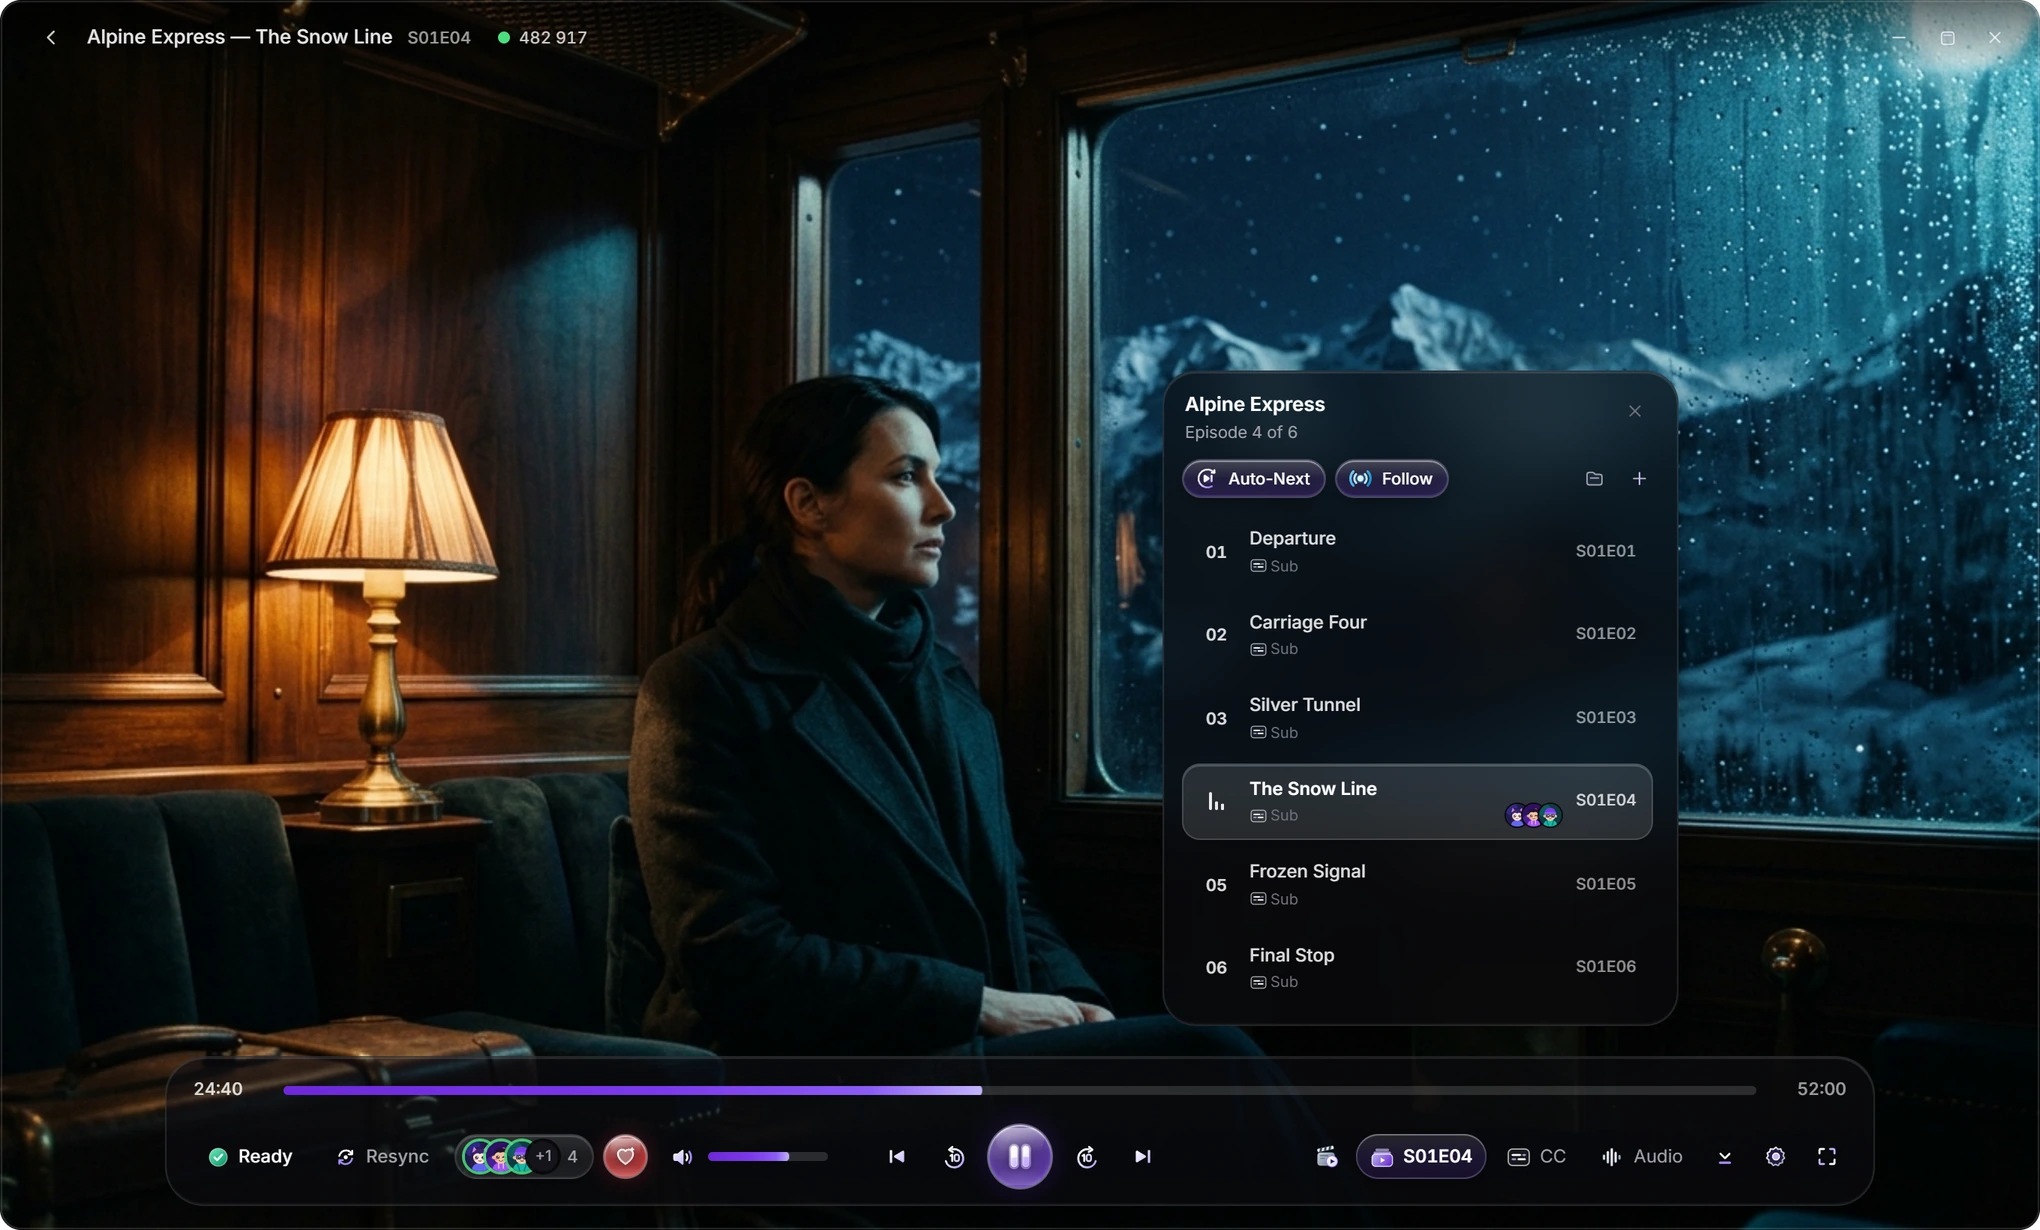 Alpine Express — The Snow Line S01E04 482 917
Alpine Express
Episode 4 of 6
Auto-Next Follow
01 Departure S01E01
Sub
02 Carriage Four S01E02
Sub
03 Silver Tunnel S01E03
Sub
The Snow Line S01E04
Sub
05 Frozen Signal S01E05
Sub
06 Final Stop S01E06
Sub
24:40 52:00
Ready Resync +1 4 10 10 S01E04 CC Audio